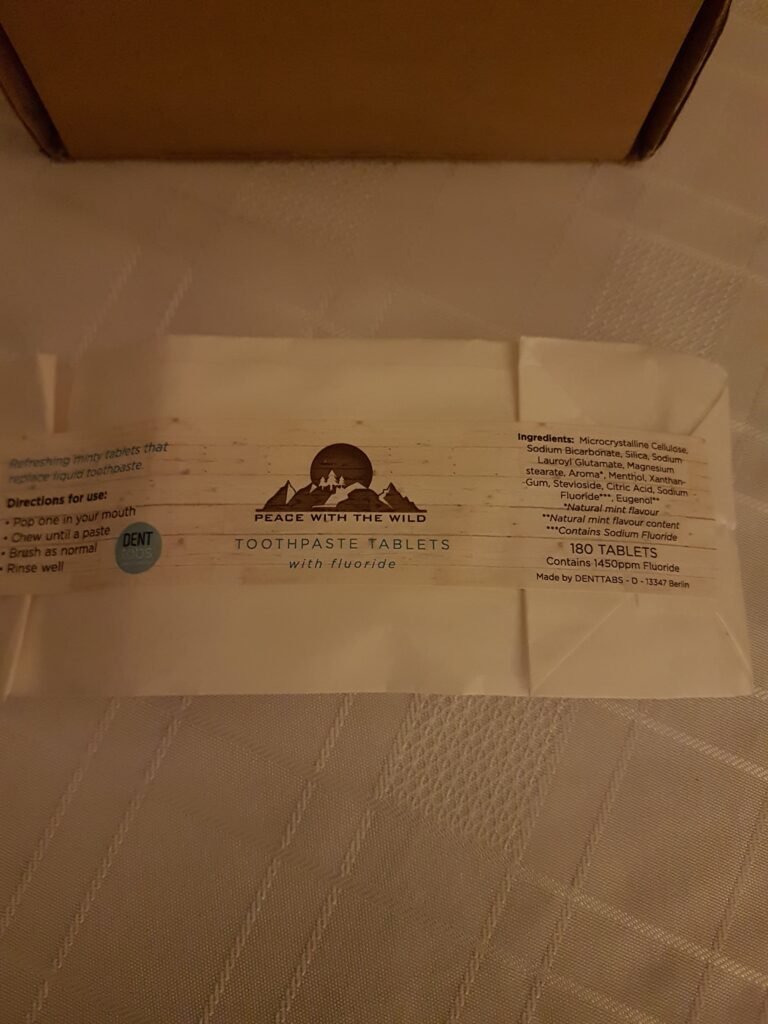 Refreshing minty tablets that
replace liquid toothpaste.
Directions for use:
• Pop one in your mouth
• Chew until a paste
• Brush as normal
• Rinse well
DENT
TABS
PEACE WITH THE WILD
TOOTHPASTE TABLETS
with fluoride
Ingredients: Microcrystalline Cellulose,
Sodium Bicarbonate, Silica, Sodium
Lauroyl Glutamate, Magnesium
stearate, Aroma*, Menthol, Xanthan-
Gum, Stevioside, Citric Acid, Sodium
Fluoride***, Eugenol**
*Natural mint flavour
**Natural mint flavour content
***Contains Sodium Fluoride
180 TABLETS
Contains 1450ppm Fluoride
Made by DENTTABS - D - 13347 Berlin